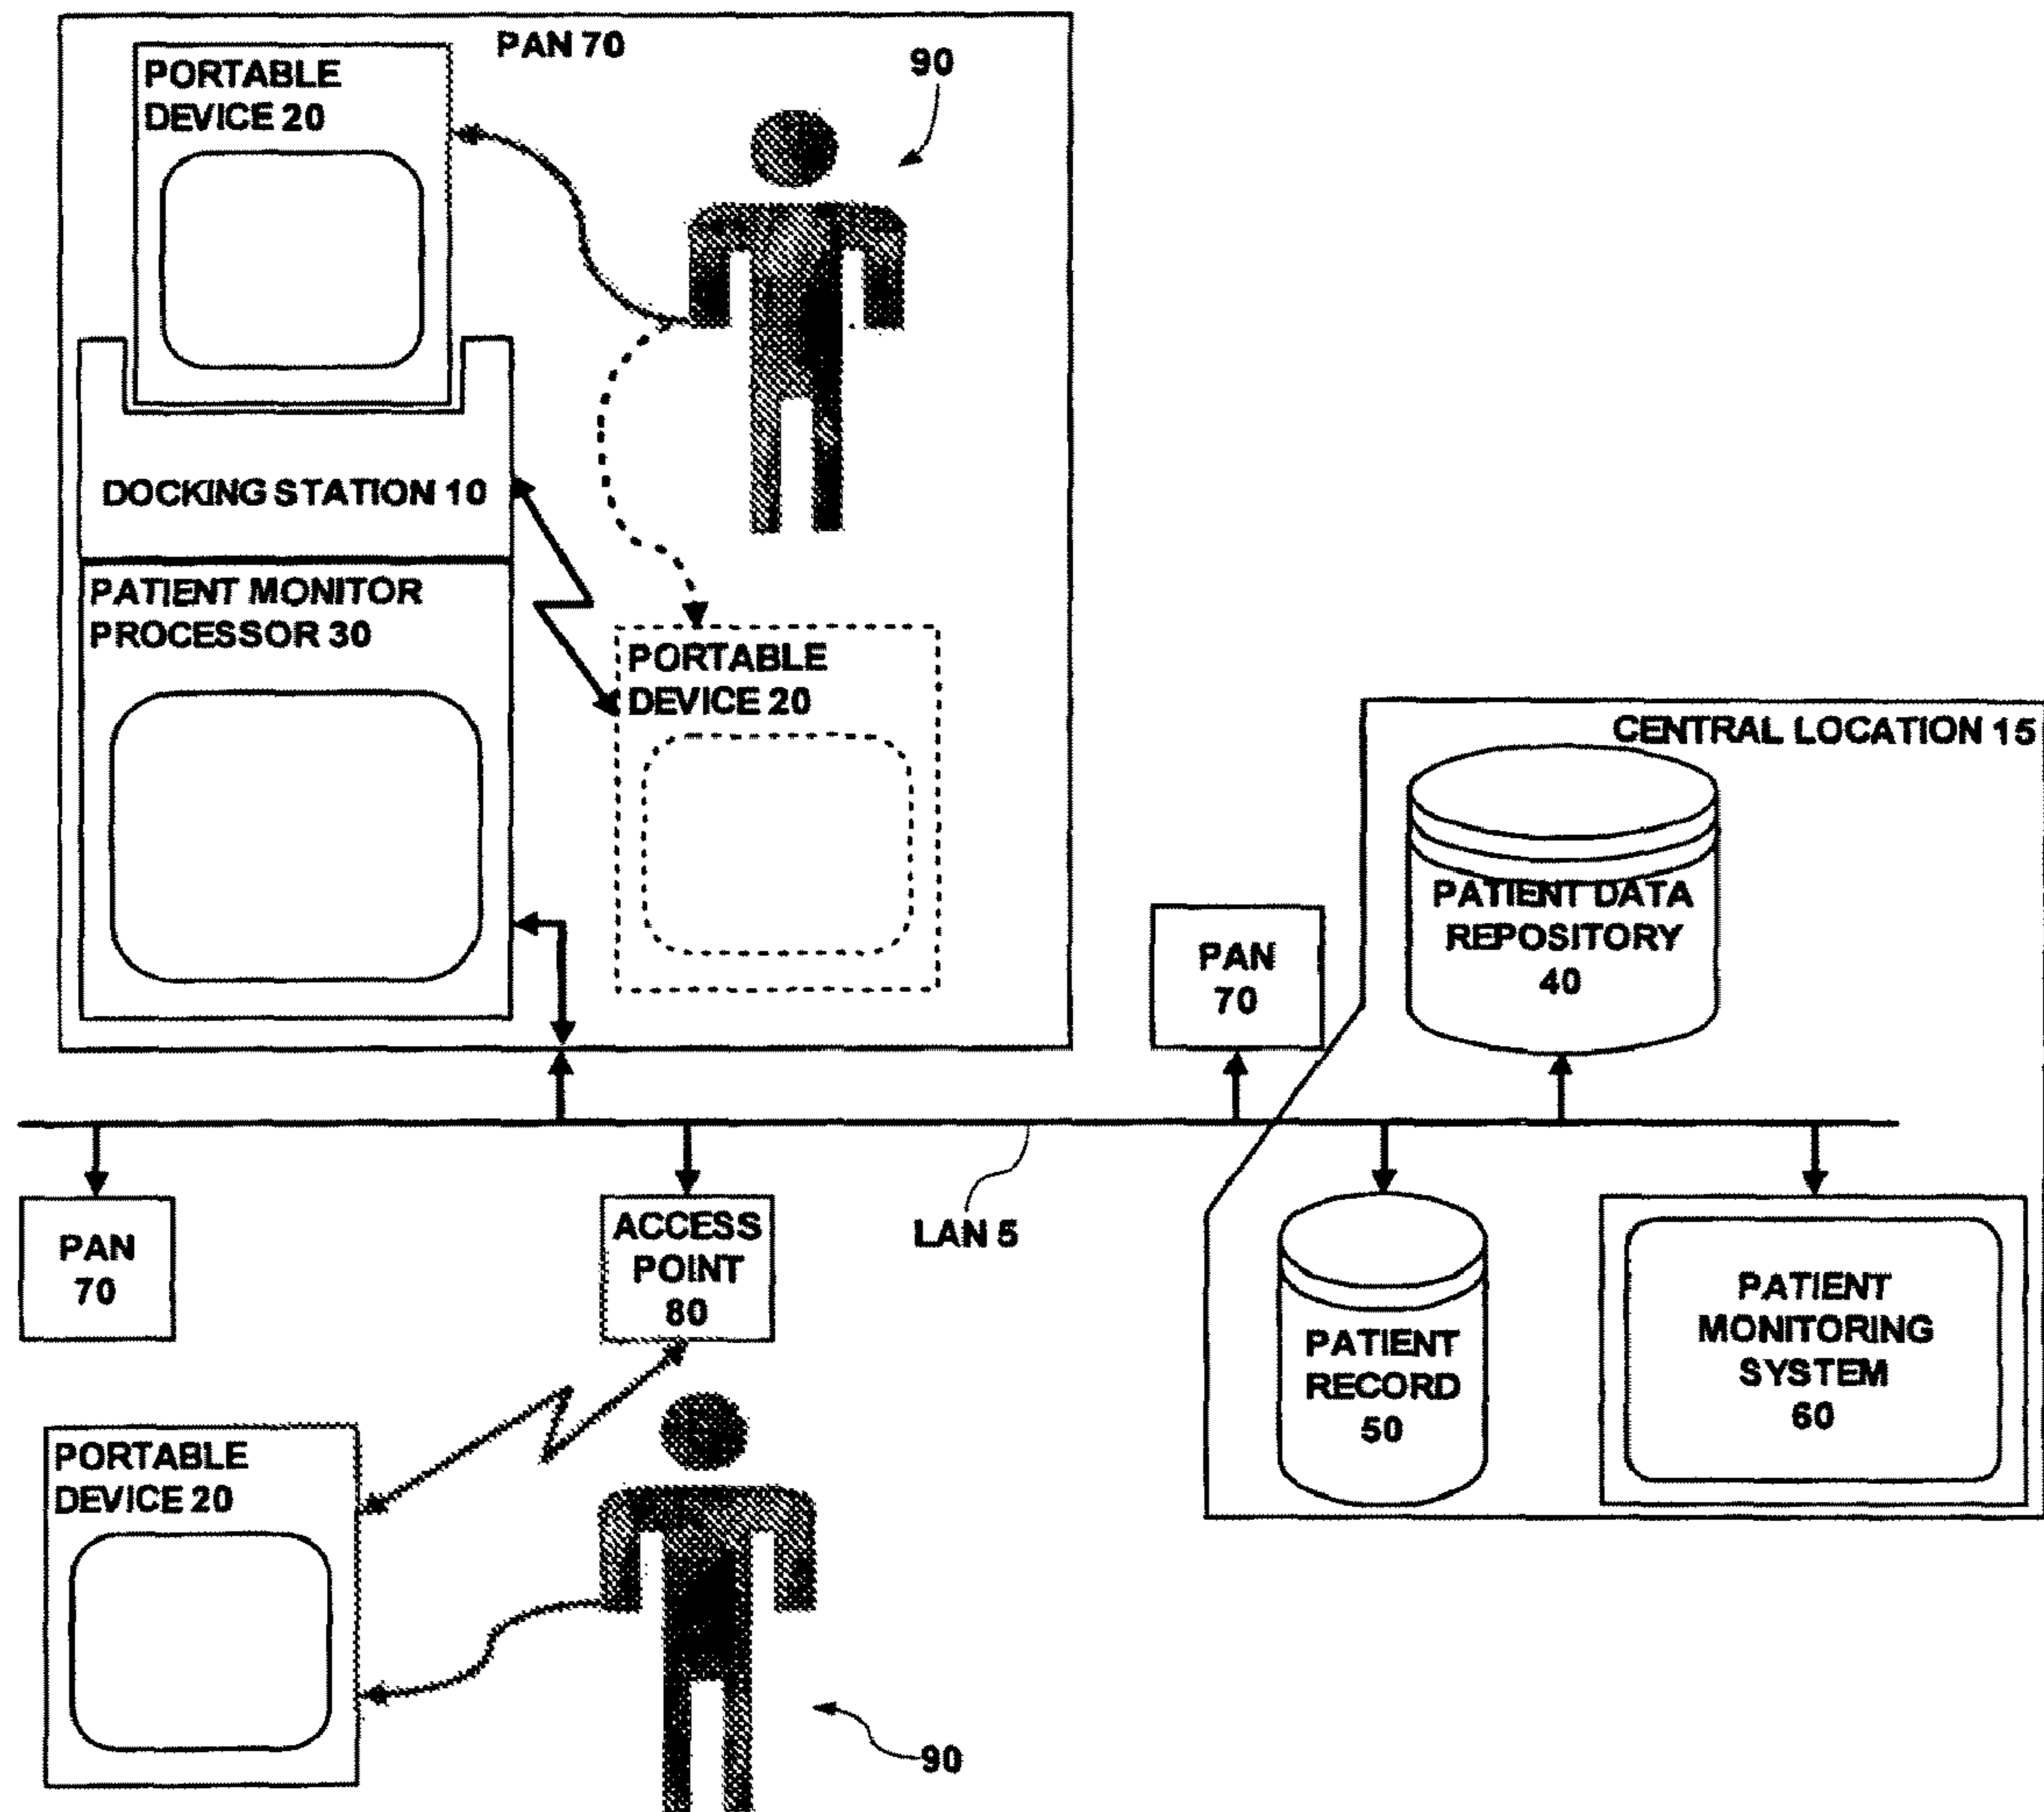 PAN 70
PORTABLE
DEVICE 20
90
DOCKING STATION 10
PATIENT MONITOR
PROCESSOR 30
PORTABLE
DEVICE 20
CENTRAL LOCATION 15
PATIENT DATA
REPOSITORY
40
PAN
70
LAN 5
PAN
70
ACCESS
POINT
80
PATIENT
RECORD
50
PATIENT
MONITORING
SYSTEM
60
PORTABLE
DEVICE 20
90